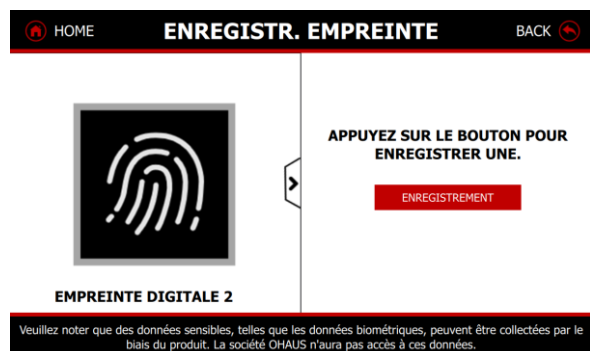 HOME
ENREGISTR. EMPREINTE
BACK
APPUYEZ SUR LE BOUTON POUR
ENREGISTRER UNE.
ENREGISTREMENT
EMPREINTE DIGITALE 2
Veuillez noter que des données sensibles, telles que les données biométriques, peuvent être collectées par le
biais du produit. La société OHAUS n'aura pas accès à ces données.